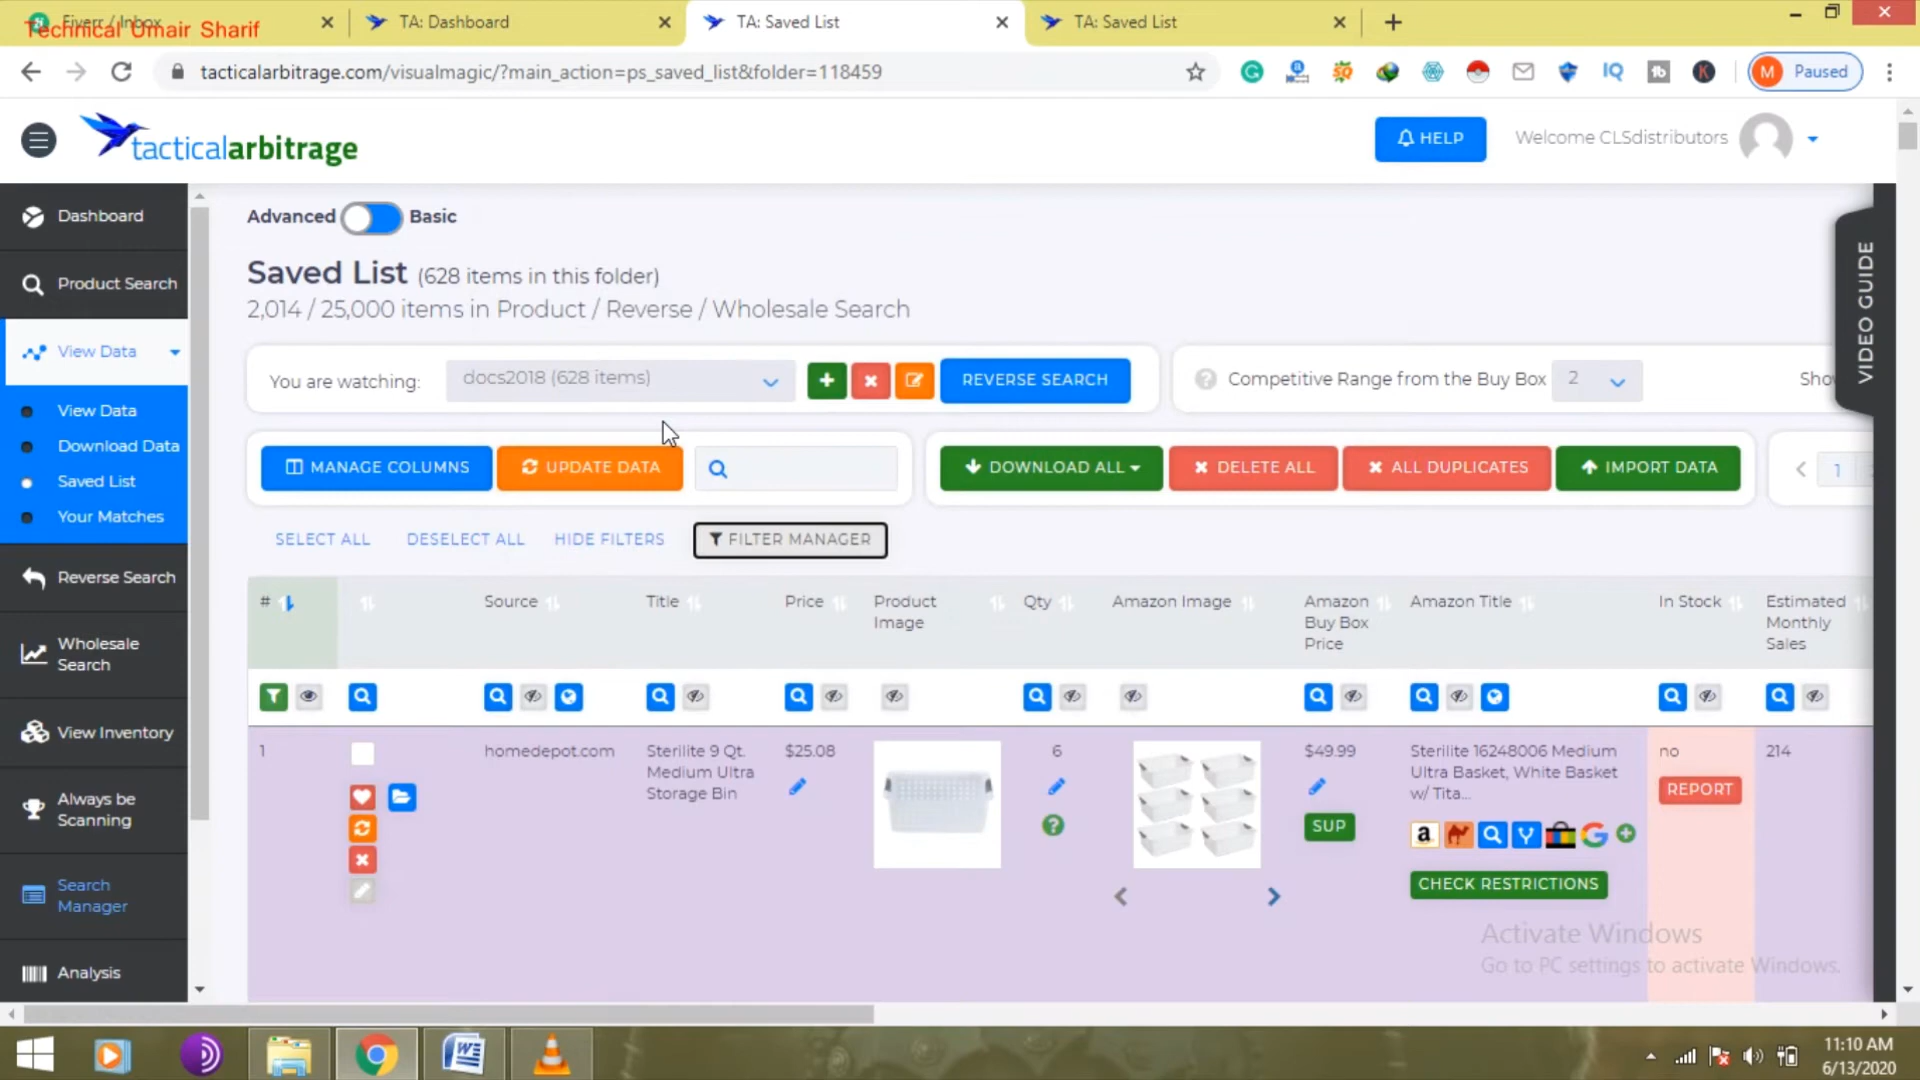 Fiverr / Inbox
Technical Umair Sharif
TA: Dashboard
TA: Saved List
TA: Saved List
tacticalarbitrage.com/visualmagic/?main_action=ps_saved_list&folder=118459
IQ
M
Paused
K
tacticalarbitrage
HELP
Welcome CLSdistributors
Dashboard
Product Search
View Data
View Data
Download Data
Saved List
Your Matches
Reverse Search
Wholesale
Search
View Inventory
Always be
Scanning
Search
Manager
Analysis
Advanced
Basic
Saved List (628 items in this folder)
2,014 / 25,000 items in Product / Reverse / Wholesale Search
You are watching:
docs2018 (628 items)
REVERSE SEARCH
Competitive Range from the Buy Box
2
Show
VIDEO GUIDE
MANAGE COLUMNS
UPDATE DATA
DOWNLOAD ALL
DELETE ALL
ALL DUPLICATES
IMPORT DATA
1
SELECT ALL
DESELECT ALL
HIDE FILTERS
FILTER MANAGER
#
Source
Title
Price
Product
Image
Qty
Amazon Image
Amazon
Buy Box
Price
Amazon Title
In Stock
Estimated
Monthly
Sales
1
homedepot.com
Sterilite 9 Qt.
Medium Ultra
Storage Bin
$25.08
6
$49.99
SUP
Sterilite 16248006 Medium
Ultra Basket, White Basket
w/ Tita...
CHECK RESTRICTIONS
no
REPORT
214
Activate Windows
Go to PC settings to activate Windows.
11:10 AM
6/13/2020